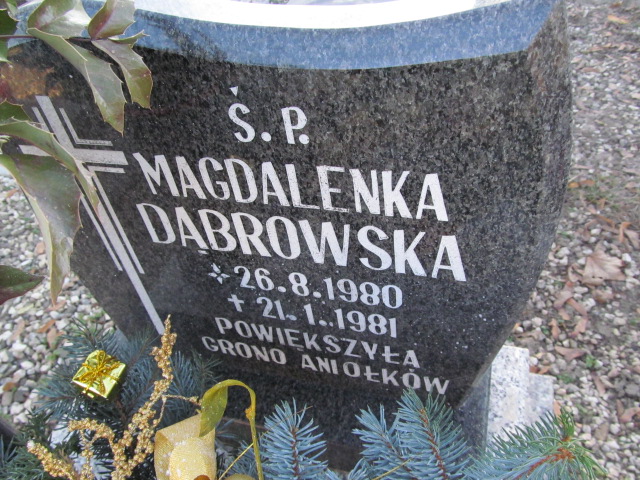 Ś.P.
MAGDALENKA
DĄBROWSKA
26.8.1980
21.1.1981
POWIĘKSZYŁA
GRONO ANIOŁKÓW